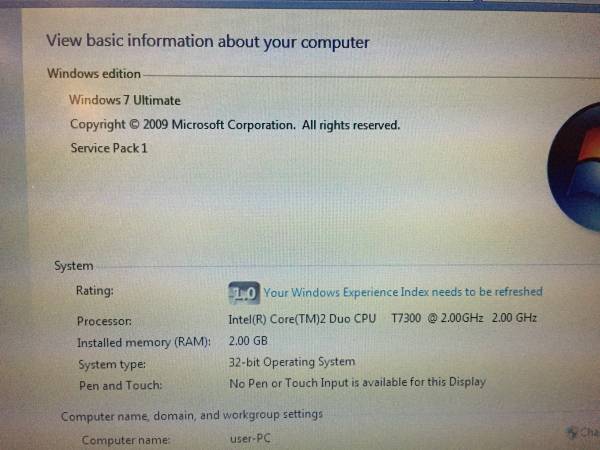 View basic information about your computer
Windows edition
Windows 7 Ultimate
Copyright © 2009 Microsoft Corporation. All rights reserved.
Service Pack 1
System
Rating: 1.0 Your Windows Experience Index needs to be refreshed
Processor: Intel(R) Core(TM)2 Duo CPU T7300 @ 2.00GHz 2.00 GHz
Installed memory (RAM): 2.00 GB
System type: 32-bit Operating System
Pen and Touch: No Pen or Touch Input is available for this Display
Computer name, domain, and workgroup settings
Computer name: user-PC